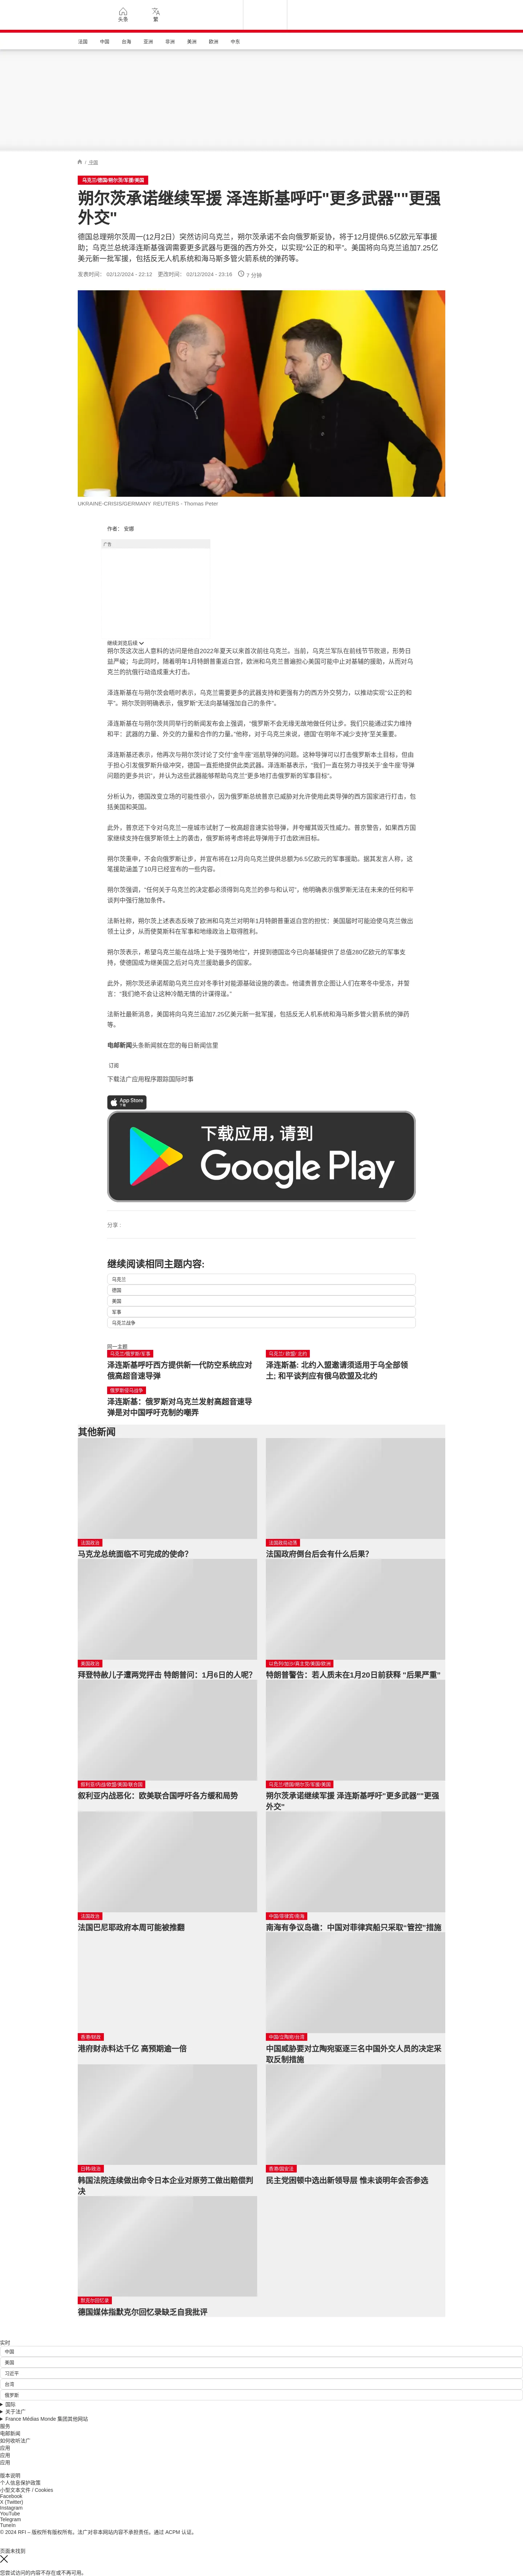 头条
繁
法国
中国
台海
亚洲
非洲
美洲
欧洲
中东
/ 中国
乌克兰/德国/朔尔茨/军援/美国
朔尔茨承诺继续军援 泽连斯基呼吁"更多武器""更强
外交"
德国总理朔尔茨周一(12月2日）突然访问乌克兰，朔尔茨承诺不会向俄罗斯妥协，将于12月提供6.5亿欧元军事援
助；乌克兰总统泽连斯基强调需要更多武器与更强的西方外交，以实现“公正的和平”。美国将向乌克兰追加7.25亿
美元新一批军援，包括反无人机系统和海马斯多管火箭系统的弹药等。
发表时间： 02/12/2024 - 22:12 更改时间： 02/12/2024 - 23:16 7 分钟
UKRAINE-CRISIS/GERMANY REUTERS - Thomas Peter
作者： 安娜
广告
继续浏览后续
朔尔茨这次出人意料的访问是他自2022年夏天以来首次前往乌克兰。当前，乌克兰军队在前线节节败退，形势日
益严峻；与此同时，随着明年1月特朗普重返白宫，欧洲和乌克兰普遍担心美国可能中止对基辅的援助，从而对乌
克兰的抗俄行动造成重大打击。
泽连斯基在与朔尔茨会晤时表示，乌克兰需要更多的武器支持和更强有力的西方外交努力，以推动实现“公正的和
平”。朔尔茨则明确表示，俄罗斯“无法向基辅强加自己的条件”。
泽连斯基在与朔尔茨共同举行的新闻发布会上强调，“俄罗斯不会无缘无故地做任何让步。我们只能通过实力维持
和平：武器的力量、外交的力量和合作的力量。”他称，对于乌克兰来说，德国“在明年不减少支持”至关重要。
泽连斯基还表示，他再次与朔尔茨讨论了交付“金牛座”巡航导弹的问题。这种导弹可以打击俄罗斯本土目标，但由
于担心引发俄罗斯升级冲突，德国一直拒绝提供此类武器。泽连斯基表示，“我们一直在努力寻找关于‘金牛座’导弹
问题的更多共识”，并认为这些武器能够帮助乌克兰“更多地打击俄罗斯的军事目标”。
分析认为，德国改变立场的可能性很小，因为俄罗斯总统普京已威胁对允许使用此类导弹的西方国家进行打击，包
括美国和英国。
此外，普京还下令对乌克兰一座城市试射了一枚高超音速实验导弹，并夸耀其毁灭性威力。普京警告，如果西方国
家继续支持在俄罗斯领土上的袭击，俄罗斯将考虑将此导弹用于打击欧洲目标。
朔尔茨重申，不会向俄罗斯让步，并宣布将在12月向乌克兰提供总额为6.5亿欧元的军事援助。据其发言人称，这
笔援助涵盖了10月已经宣布的一些内容。
朔尔茨强调，“任何关于乌克兰的决定都必须得到乌克兰的参与和认可”，他明确表示俄罗斯无法在未来的任何和平
谈判中强行施加条件。
法新社称，朔尔茨上述表态反映了欧洲和乌克兰对明年1月特朗普重返白宫的担忧：美国届时可能迫使乌克兰做出
领土让步，从而使莫斯科在军事和地缘政治上取得胜利。
朔尔茨表示，希望乌克兰能在战场上“处于强势地位”，并提到德国迄今已向基辅提供了总值280亿欧元的军事支
持，使德国成为继美国之后对乌克兰援助最多的国家。
此外，朔尔茨还承诺帮助乌克兰应对冬季针对能源基础设施的袭击。他谴责普京企图让人们在寒冬中受冻，并誓
言：“我们绝不会让这种冷酷无情的计谋得逞。”
法新社最新消息，美国将向乌克兰追加7.25亿美元新一批军援，包括反无人机系统和海马斯多管火箭系统的弹药
等。
电邮新闻头条新闻就在您的每日新闻信里
订阅
下载法广应用程序跟踪国际时事
App Store
下载应用，请到
Google Play
分享 :
继续阅读相同主题内容:
乌克兰
德国
美国
军事
乌克兰战争
同一主题
乌克兰/俄罗斯/军事
泽连斯基呼吁西方提供新一代防空系统应对
俄高超音速导弹
乌克兰/ 欧盟/ 北约
泽连斯基: 北约入盟邀请须适用于乌全部领
土; 和平谈判应有俄乌欧盟及北约
俄罗斯侵乌战争
泽连斯基：俄罗斯对乌克兰发射高超音速导
弹是对中国呼吁克制的嘲弄
其他新闻
法国政治
马克龙总统面临不可完成的使命?
法国政局动荡
法国政府倒台后会有什么后果?
美国政治
拜登特赦儿子遭两党抨击 特朗普问：1月6日的人呢?
以色列/加沙/真主党/美国/欧洲
特朗普警告：若人质未在1月20日前获释 "后果严重"
叙利亚/内战/欧盟/美国/联合国
叙利亚内战恶化：欧美联合国呼吁各方缓和局势
乌克兰/德国/朔尔茨/军援/美国
朔尔茨承诺继续军援 泽连斯基呼吁"更多武器""更强
外交"
法国政治
法国巴尼耶政府本周可能被推翻
中国/菲律宾/南海
南海有争议岛礁：中国对菲律宾船只采取"管控"措施
香港/财政
港府财赤料达千亿 高预期逾一倍
中国/立陶宛/台湾
中国威胁要对立陶宛驱逐三名中国外交人员的决定采
取反制措施
日韩/政治
韩国法院连续做出命令日本企业对原劳工做出赔偿判
决
香港/国安法
民主党困顿中选出新领导层 惟未谈明年会否参选
默克尔回忆录
德国媒体指默克尔回忆录缺乏自我批评
实时
中国
美国
习近平
台湾
俄罗斯
国际
关于法广
France Médias Monde 集团其他网站
服务
电邮新闻
如何收听法广
应用
应用
应用
版本说明
个人信息保护政策
小型文本文件 / Cookies
Facebook
X (Twitter)
Instagram
YouTube
Telegram
TuneIn
© 2024 RFI – 版权所有版权所有。法广对非本网站内容不承担责任。通过 ACPM 认证。
页面未找到
您尝试访问的内容不存在或不再可用。